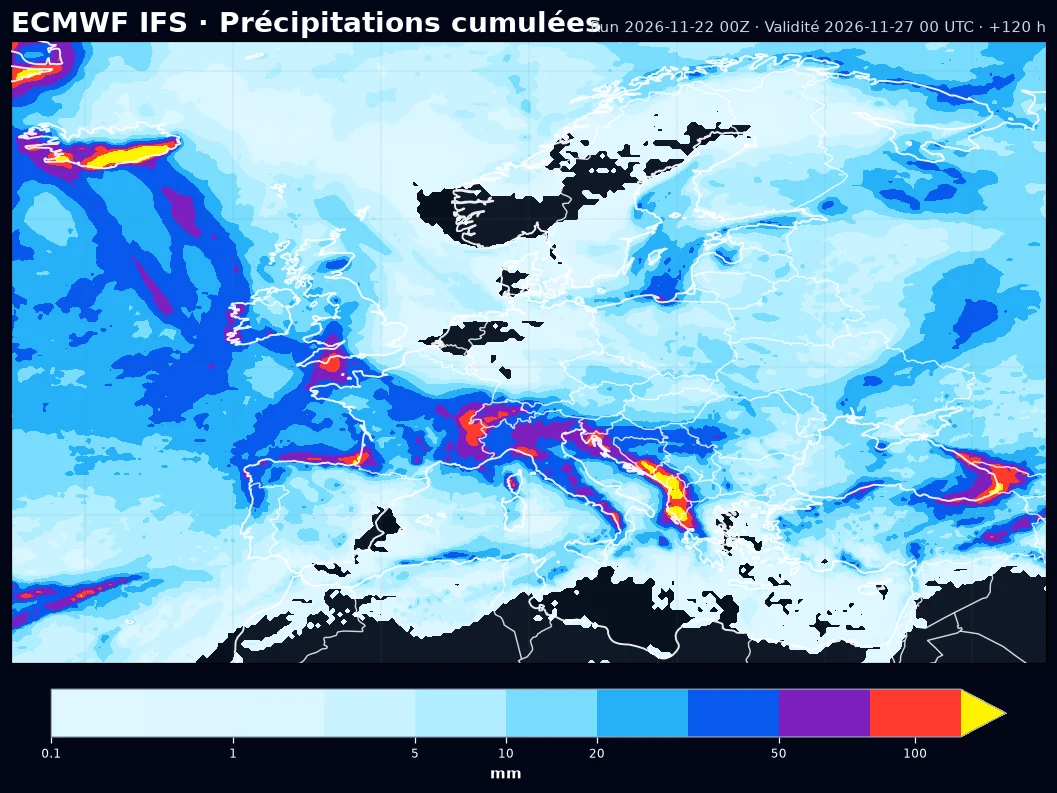 ECMWF IFS · Précipitations cumulées
Run 2026-11-22 00Z · Validité 2026-11-27 00 UTC · +120 h
0.1 1 5 10 20 50 100
mm